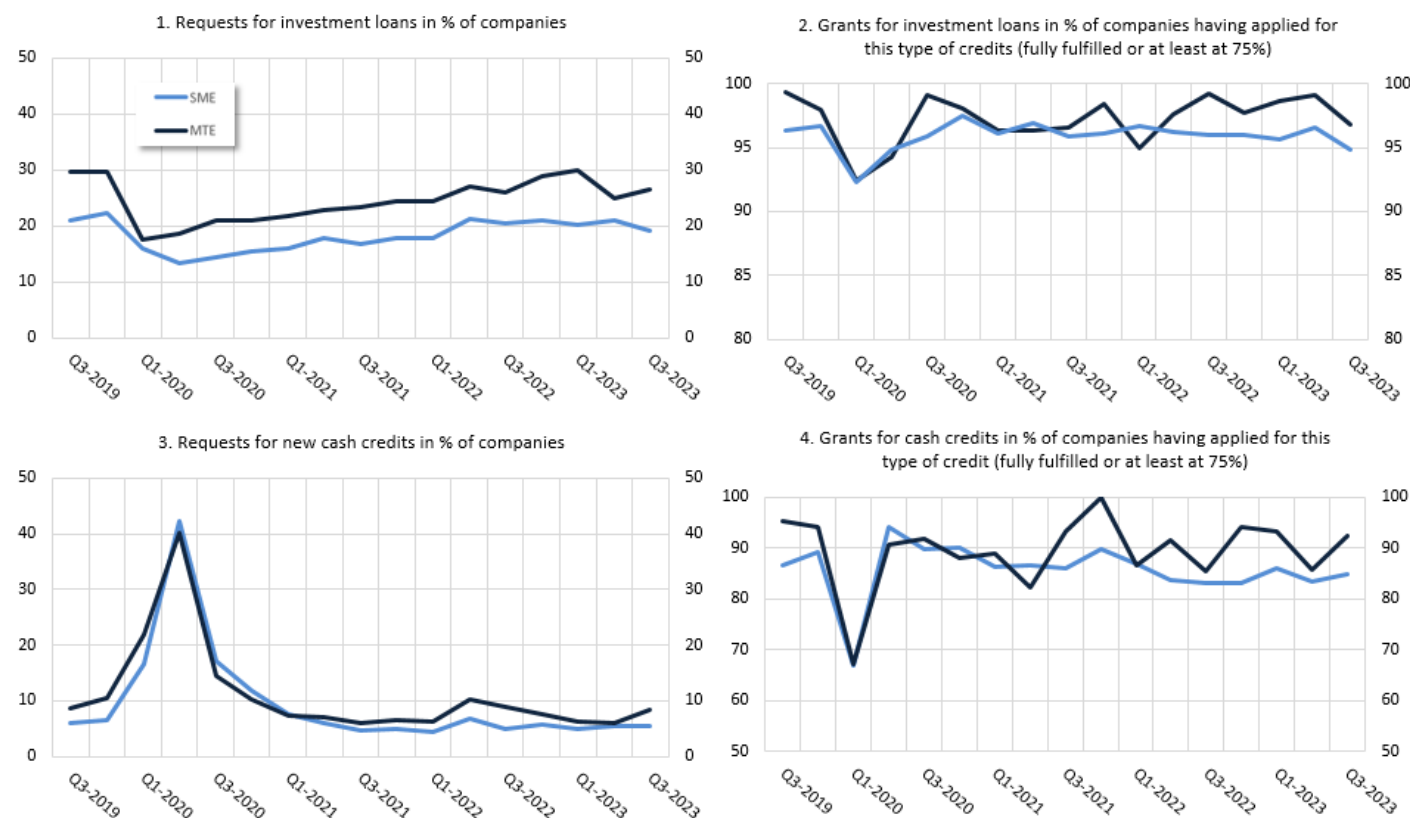 1. Requests for investment loans in % of companies
50
40
30
20
10
0
50
40
30
20
10
0
SME
MTE
Q3-2019
Q1-2020
Q3-2020
Q1-2021
Q3-2021
Q1-2022
Q3-2022
Q1-2023
Q3-2023
2. Grants for investment loans in % of companies having applied for
this type of credits (fully fulfilled or at least at 75%)
100
95
90
85
80
100
95
90
85
80
Q3-2019
Q1-2020
Q3-2020
Q1-2021
Q3-2021
Q1-2022
Q3-2022
Q1-2023
Q3-2023
3. Requests for new cash credits in % of companies
50
40
30
20
10
0
50
40
30
20
10
0
Q3-2019
Q1-2020
Q3-2020
Q1-2021
Q3-2021
Q1-2022
Q3-2022
Q1-2023
Q3-2023
4. Grants for cash credits in % of companies having applied for this
type of credit (fully fulfilled or at least at 75%)
100
90
80
70
60
50
100
90
80
70
60
50
Q3-2019
Q1-2020
Q3-2020
Q1-2021
Q3-2021
Q1-2022
Q3-2022
Q1-2023
Q3-2023